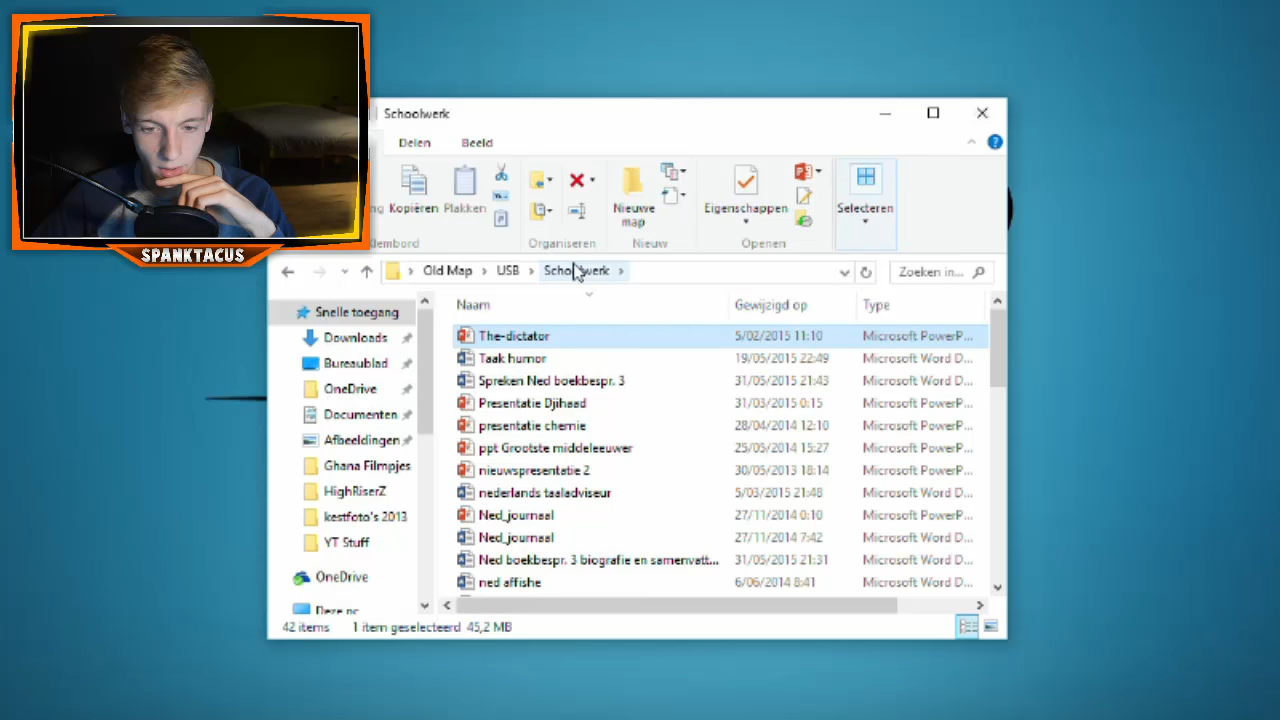 SPANKTACUS
Schoolwerk
Delen
Beeld
Kopiëren
Plakken
Nieuwe
map
Eigenschappen
Selecteren
Organiseren
Nieuw
Openen
Old Map
USB
Schoolwerk
Zoeken in...
Snelle toegang
Downloads
Bureaublad
OneDrive
Documenten
Afbeeldingen
Ghana Filmpjes
HighRiserZ
kestfoto's 2013
YT Stuff
OneDrive
Deze pc
Naam Gewijzigd op Type
The-dictator 5/02/2015 11:10 Microsoft PowerP...
Taak humor 19/05/2015 22:49 Microsoft Word D...
Spreken Ned boekbespr. 3 31/05/2015 21:43 Microsoft Word D...
Presentatie Djihaad 31/03/2015 0:15 Microsoft PowerP...
presentatie chemie 28/04/2014 12:10 Microsoft PowerP...
ppt Grootste middeleeuwer 25/05/2014 15:27 Microsoft PowerP...
nieuwspresentatie 2 30/05/2013 18:14 Microsoft PowerP...
nederlands taaladviseur 5/03/2015 21:48 Microsoft Word D...
Ned_journaal 27/11/2014 0:10 Microsoft PowerP...
Ned_journaal 27/11/2014 7:42 Microsoft Word D...
Ned boekbespr. 3 biografie en samenvatt... 31/05/2015 21:31 Microsoft Word D...
ned affishe 6/06/2014 8:41 Microsoft Word D...
42 items 1 item geselecteerd 45,2 MB